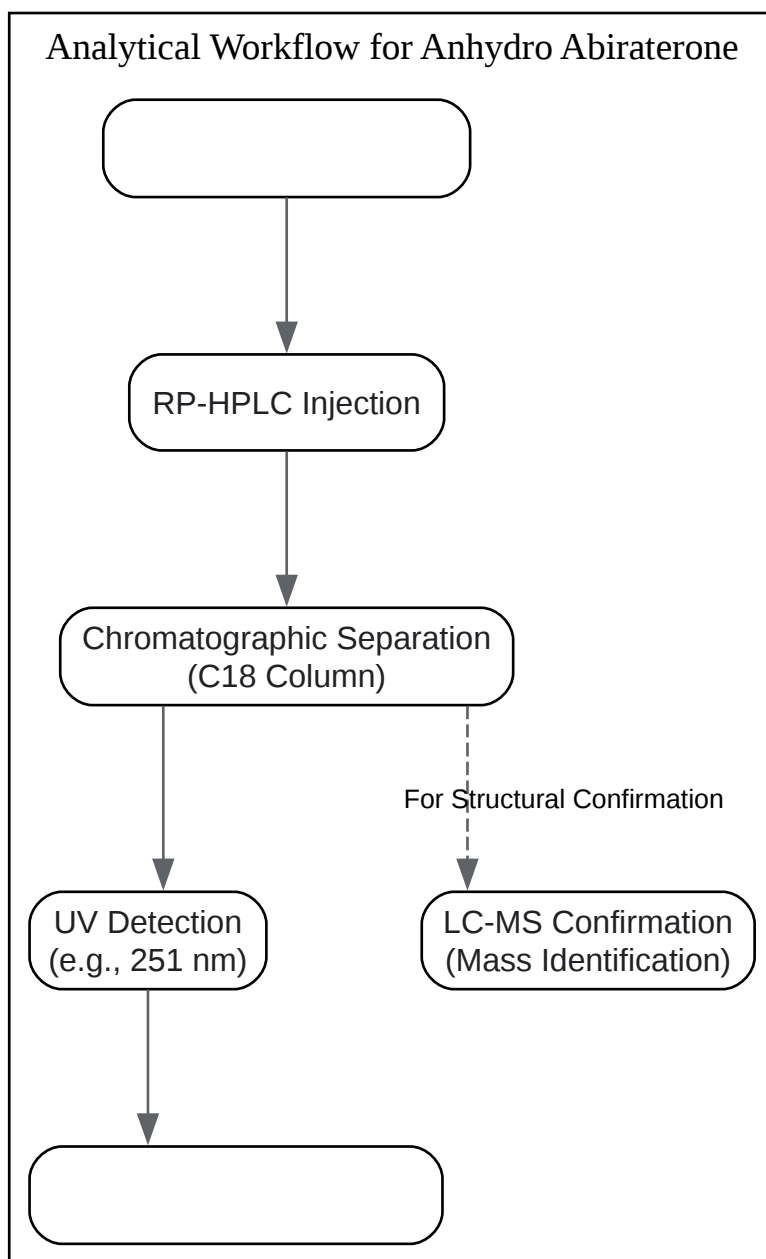 Analytical Workflow for Anhydro Abiraterone
RP-HPLC Injection
Chromatographic Separation
(C18 Column)
For Structural Confirmation
UV Detection
(e.g., 251 nm)
LC-MS Confirmation
(Mass Identification)